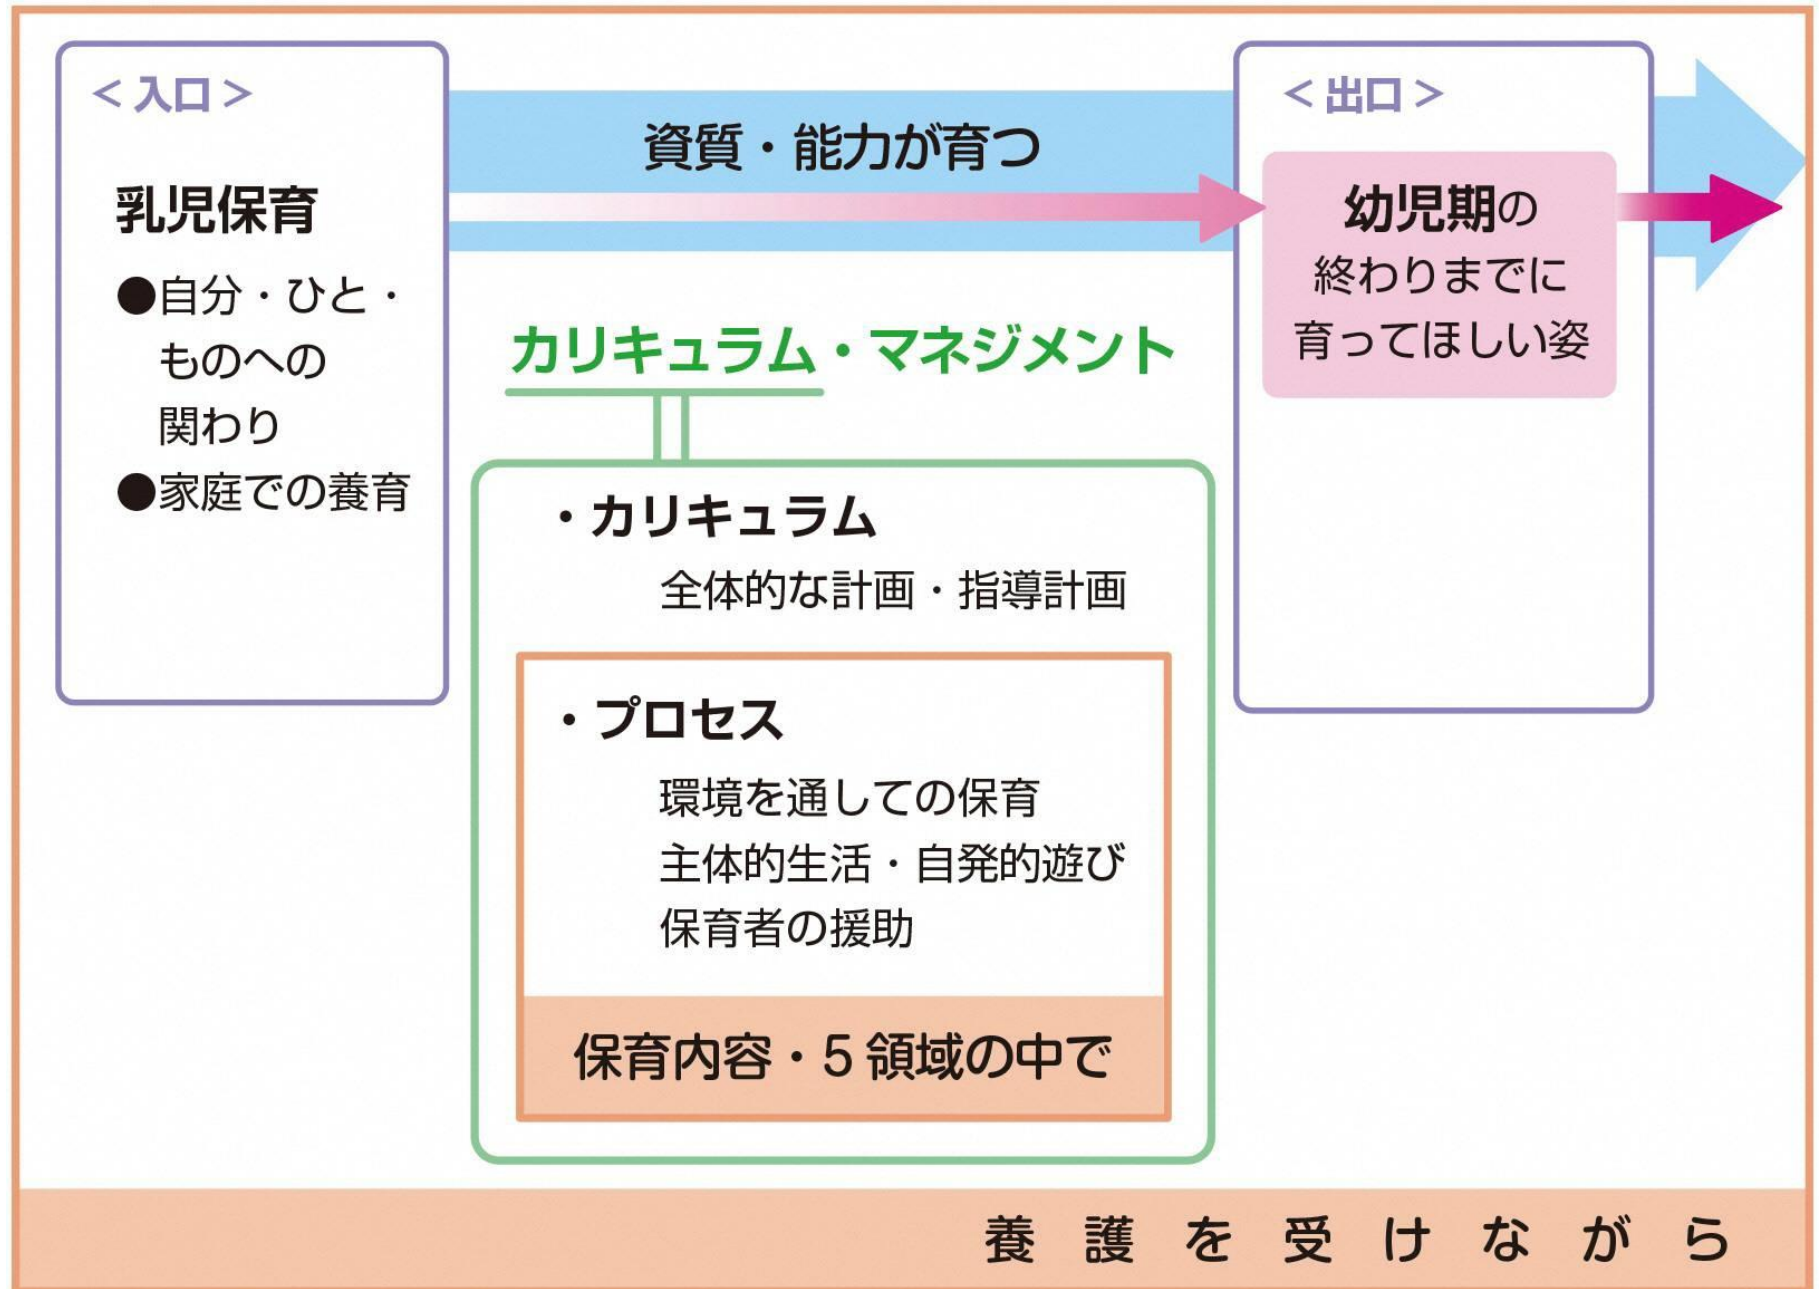 ＜入口＞
乳児保育
●自分・ひと・
ものへの
関わり
●家庭での養育
資質・能力が育つ
カリキュラム・マネジメント
・カリキュラム
全体的な計画・指導計画
・プロセス
環境を通しての保育
主体的生活・自発的遊び
保育者の援助
保育内容・5領域の中で
＜出口＞
幼児期の
終わりまでに
育ってほしい姿
養護を受けながら